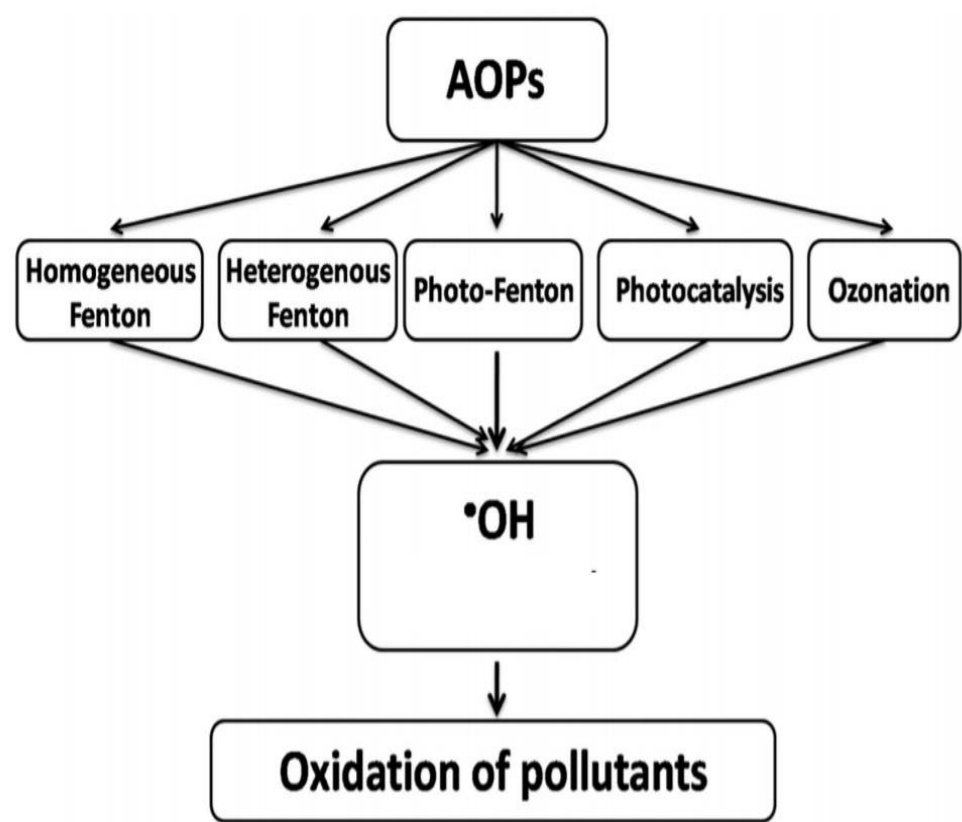 AOPs
Homogeneous
Fenton
Heterogenous
Fenton
Photo-Fenton
Photocatalysis
Ozonation
•OH
-
Oxidation of pollutants